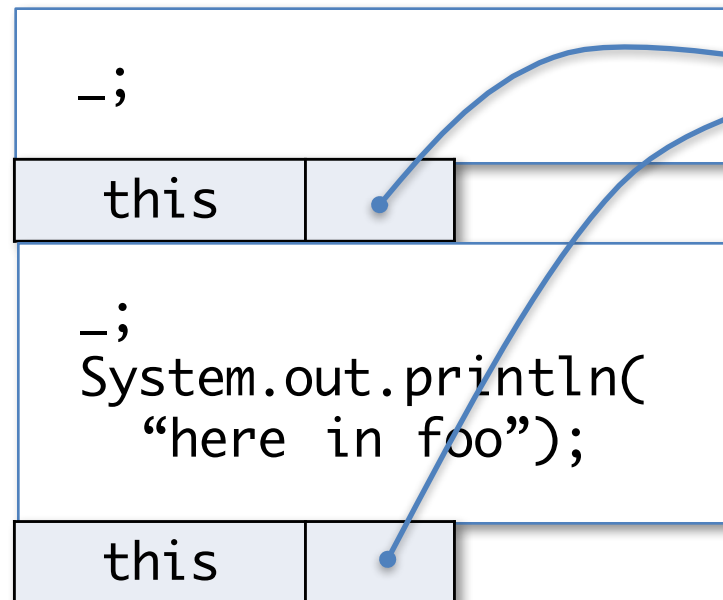 _;
this
_;
System.out.println(
“here in foo”);
this